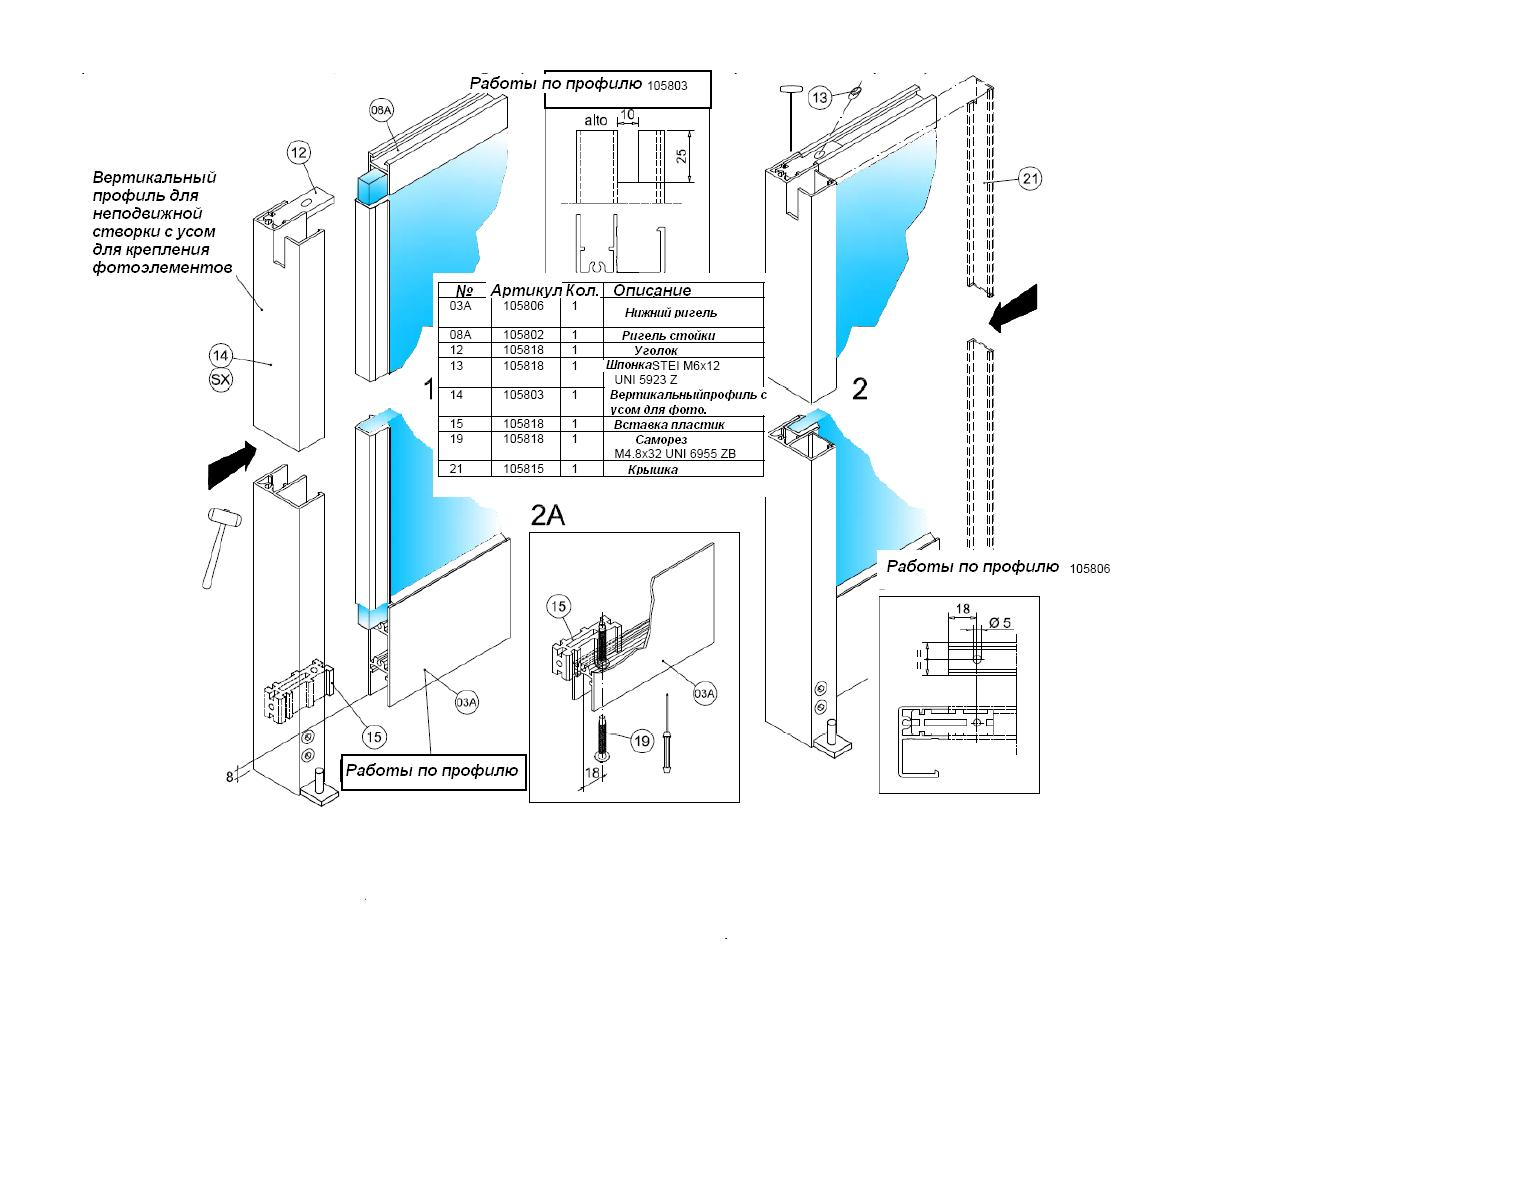 Работы по профилю 105803
08A
13
alto
10
25
12
21
Вертикальный
профиль для
неподвижной
створки с усом
для крепления
фотоэлементов
14
SX
1
2
№ Артикул Кол. Описание
03A 105806 1 Нижний ригель
08A 105802 1 Ригель стойки
12 105818 1 Уголок
13 105818 1 Шпонка STEI M6x12
UNI 5923 Z
14 105803 1 Вертикальныйпрофиль с
усом для фото.
15 105818 1 Вставка пластик
19 105818 1 Саморез
M4.8x32 UNI 6955 ZB
21 105815 1 Крышка
2A
15
03A
19
18
03A
15
8
Работы по профилю
Работы по профилю 105806
18
Ø 5
=